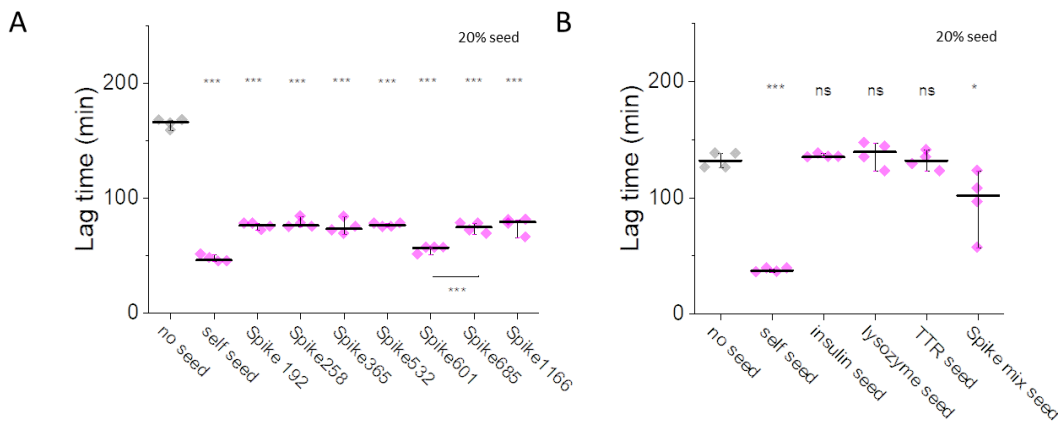 A
20% seed
*** *** *** *** *** *** *** ***
200
100
0
Lag time (min)
***
no seed
self seed
Spike 192
Spike258
Spike365
Spike532
Spike601
Spike685
Spike1166
B
20% seed
*** ns ns ns *
200
100
0
Lag time (min)
no seed
self seed
insulin seed
lysozyme seed
TTR seed
Spike mix seed